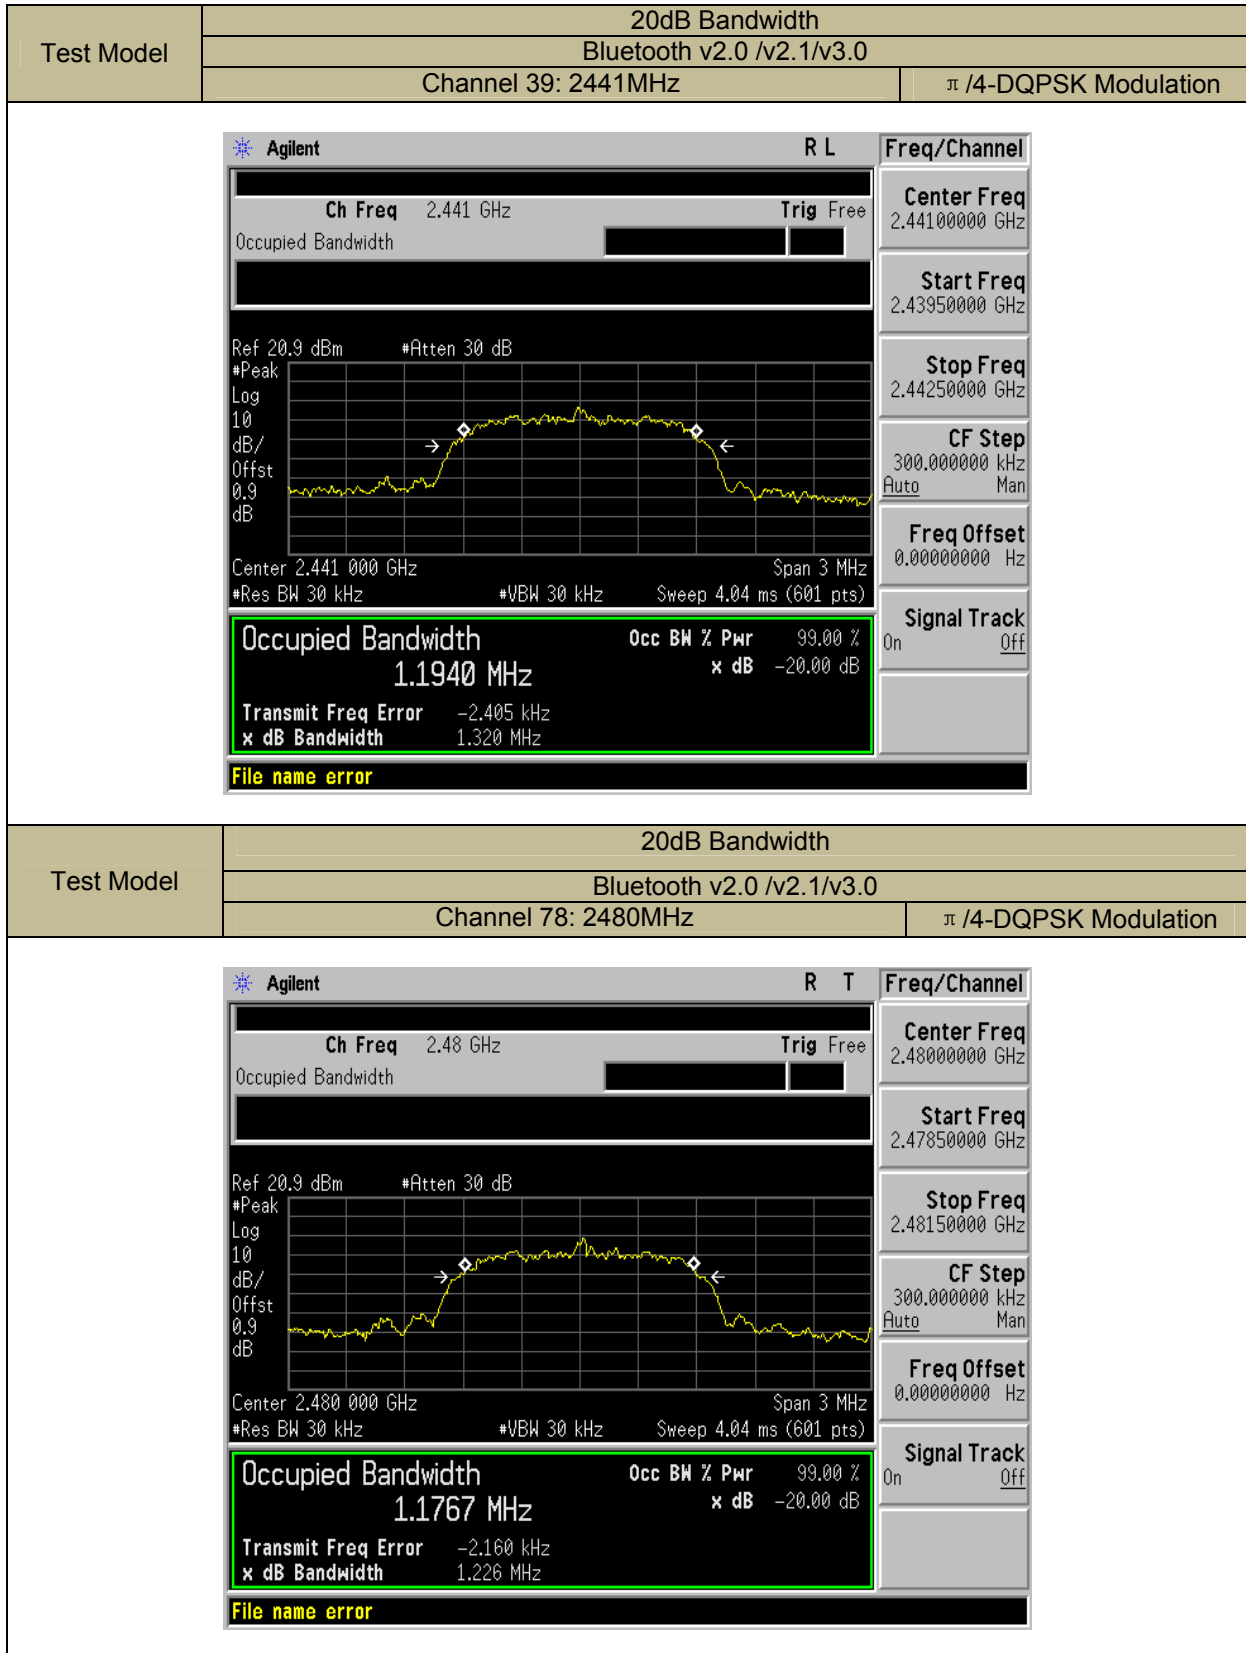 Test Model
20dB Bandwidth
Bluetooth v2.0 /v2.1/v3.0
Channel 39: 2441MHz
π/4-DQPSK Modulation
Agilent
R L
Freq/Channel
Ch Freq 2.441 GHz
Trig Free
Occupied Bandwidth
Center Freq
2.44100000 GHz
Start Freq
2.43950000 GHz
Stop Freq
2.44250000 GHz
CF Step
300.000000 kHz
Auto Man
Freq Offset
0.00000000 Hz
Signal Track
On Off
Ref 20.9 dBm #Atten 30 dB
#Peak
Log
10
dB/
Offst
0.9
dB
Center 2.441 000 GHz Span 3 MHz
#Res BW 30 kHz #VBW 30 kHz Sweep 4.04 ms (601 pts)
Occupied Bandwidth
1.1940 MHz
Occ BW % Pwr 99.00 %
x dB -20.00 dB
Transmit Freq Error -2.405 kHz
x dB Bandwidth 1.320 MHz
File name error
Test Model
20dB Bandwidth
Bluetooth v2.0 /v2.1/v3.0
Channel 78: 2480MHz
π/4-DQPSK Modulation
Agilent
R T
Freq/Channel
Ch Freq 2.48 GHz
Trig Free
Occupied Bandwidth
Center Freq
2.48000000 GHz
Start Freq
2.47850000 GHz
Stop Freq
2.48150000 GHz
CF Step
300.000000 kHz
Auto Man
Freq Offset
0.00000000 Hz
Signal Track
On Off
Ref 20.9 dBm #Atten 30 dB
#Peak
Log
10
dB/
Offst
0.9
dB
Center 2.480 000 GHz Span 3 MHz
#Res BW 30 kHz #VBW 30 kHz Sweep 4.04 ms (601 pts)
Occupied Bandwidth
1.1767 MHz
Occ BW % Pwr 99.00 %
x dB -20.00 dB
Transmit Freq Error -2.160 kHz
x dB Bandwidth 1.226 MHz
File name error